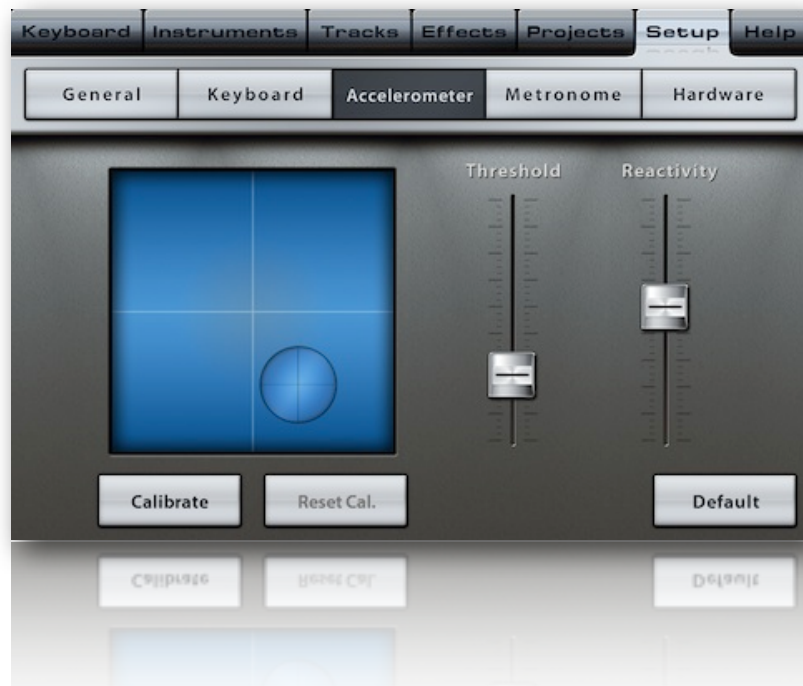 Keyboard Instruments Tracks Effects Projects Setup Help
General Keyboard Accelerometer Metronome Hardware
Threshold Reactivity
Calibrate Reset Cal. Default